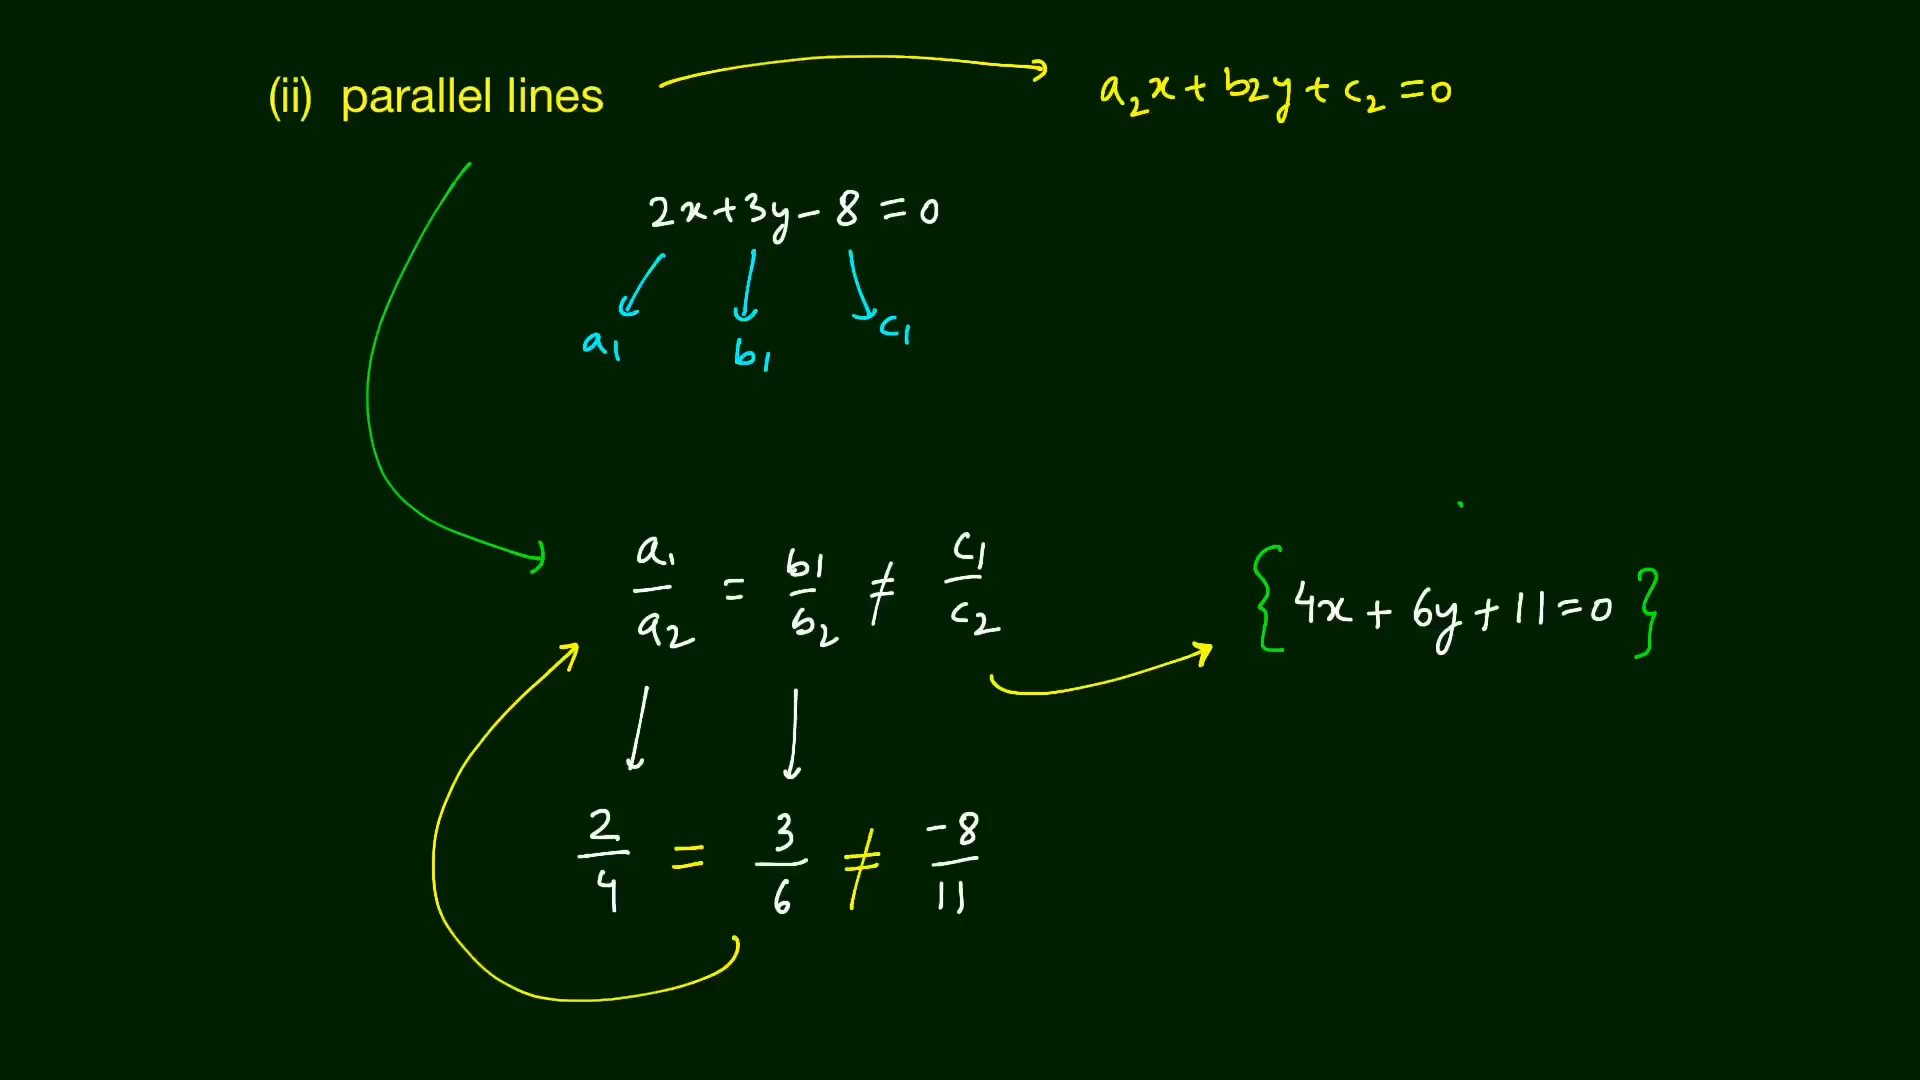 (ii) parallel lines a₂x + b₂y + c₂ = 0
2x + 3y - 8 = 0
a₁ b₁ c₁
a₁/a₂ = b₁/b₂ ≠ c₁/c₂ {4x + 6y + 11 = 0}
2/4 = 3/6 ≠ -8/11